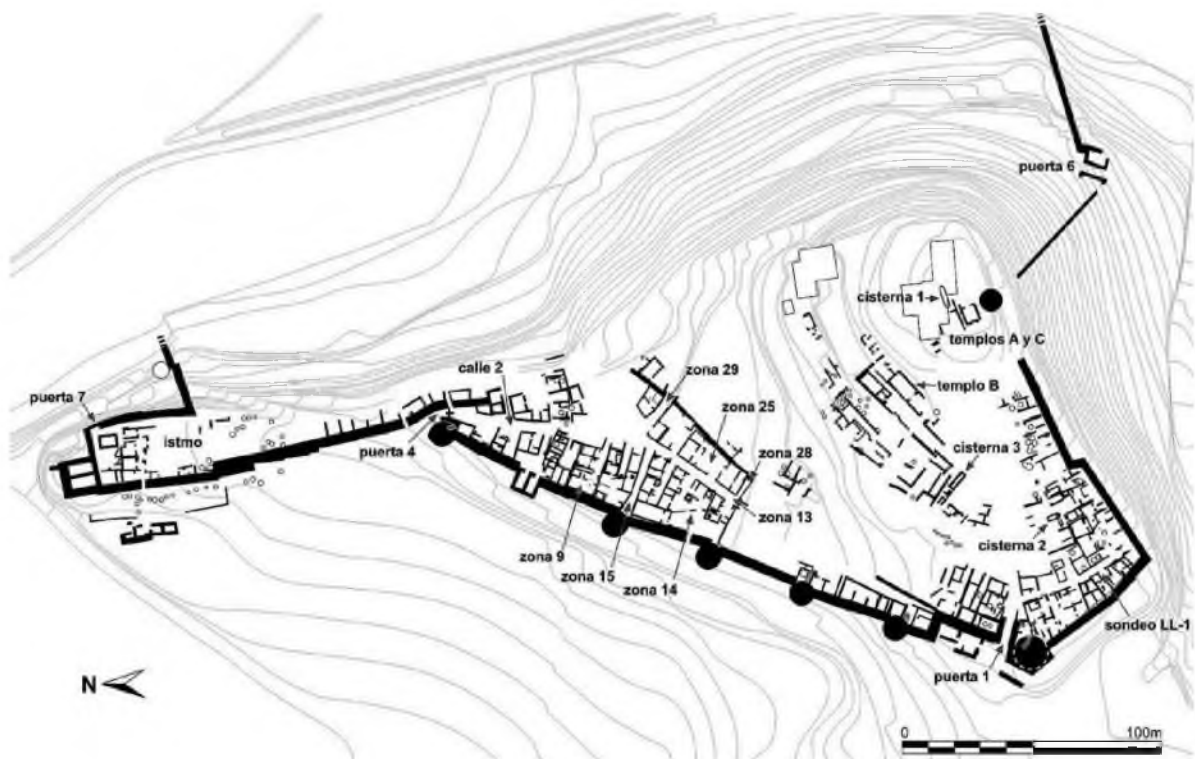 puerta 6
cisterna 1
templos A y C
templo B
cisterna 3
cisterna 2
sondeo LL-1
puerta 1
puerta 7
istmo
puerta 4
calle 2
zona 29
zona 25
zona 28
zona 13
zona 9
zona 15
zona 14
N
0 100m